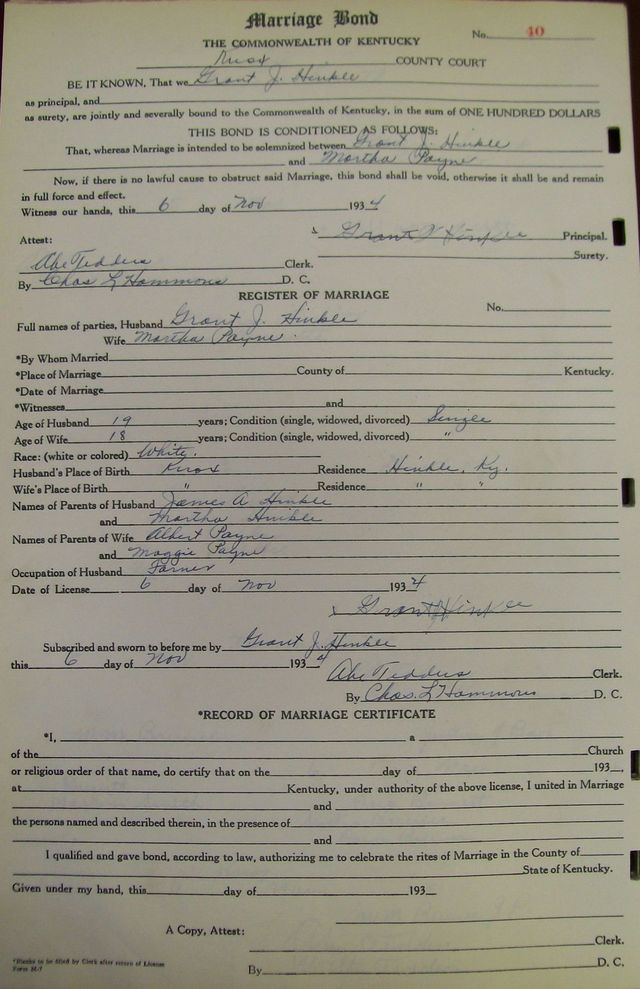 Marriage Bond
No. 40
THE COMMONWEALTH OF KENTUCKY
Knox COUNTY COURT
BE IT KNOWN, That we Grant J. Hinkle
as principal, and
as surety, are jointly and severally bound to the Commonwealth of Kentucky, in the sum of ONE HUNDRED DOLLARS
THIS BOND IS CONDITIONED AS FOLLOWS:
That, whereas Marriage is intended to be solemnized between Grant J. Hinkle
and Martha Payne
Now, if there is no lawful cause to obstruct said Marriage, this bond shall be void, otherwise it shall be and remain
in full force and effect.
Witness our hands, this 6 day of Nov 1934
x Grant J Hinkle Principal.
Attest:
Surety.
Abe Tedders Clerk.
By Chas L Hammons D. C.
REGISTER OF MARRIAGE
No.
Full names of parties, Husband Grant J. Hinkle
Wife Martha Payne.
*By Whom Married
*Place of Marriage County of Kentucky.
*Date of Marriage
*Witnesses and
Age of Husband 19 years; Condition (single, widowed, divorced) Single
Age of Wife 18 years; Condition (single, widowed, divorced) "
Race: (white or colored) White.
Husband's Place of Birth Knox Residence Hinkle, Ky.
Wife's Place of Birth " Residence " "
Names of Parents of Husband James A Hinkle
and Martha Hinkle
Names of Parents of Wife Albert Payne
and Maggie Payne
Occupation of Husband Farmer
Date of License 6 day of Nov 1934
x Grant Hinkle
Subscribed and sworn to before me by Grant J. Hinkle
this 6 day of Nov 1934
Abe Tedders Clerk.
By Chas. L Hammons D. C.
*RECORD OF MARRIAGE CERTIFICATE
*I, a
of the Church
or religious order of that name, do certify that on the day of 193 ,
at Kentucky, under authority of the above license, I united in Marriage
and
the persons named and described therein, in the presence of
and
I qualified and gave bond, according to law, authorizing me to celebrate the rites of Marriage in the County of
State of Kentucky.
Given under my hand, this day of 193
A Copy, Attest:
Clerk.
*Blanks to be filled by Clerk after return of License
Form M-7
By D. C.